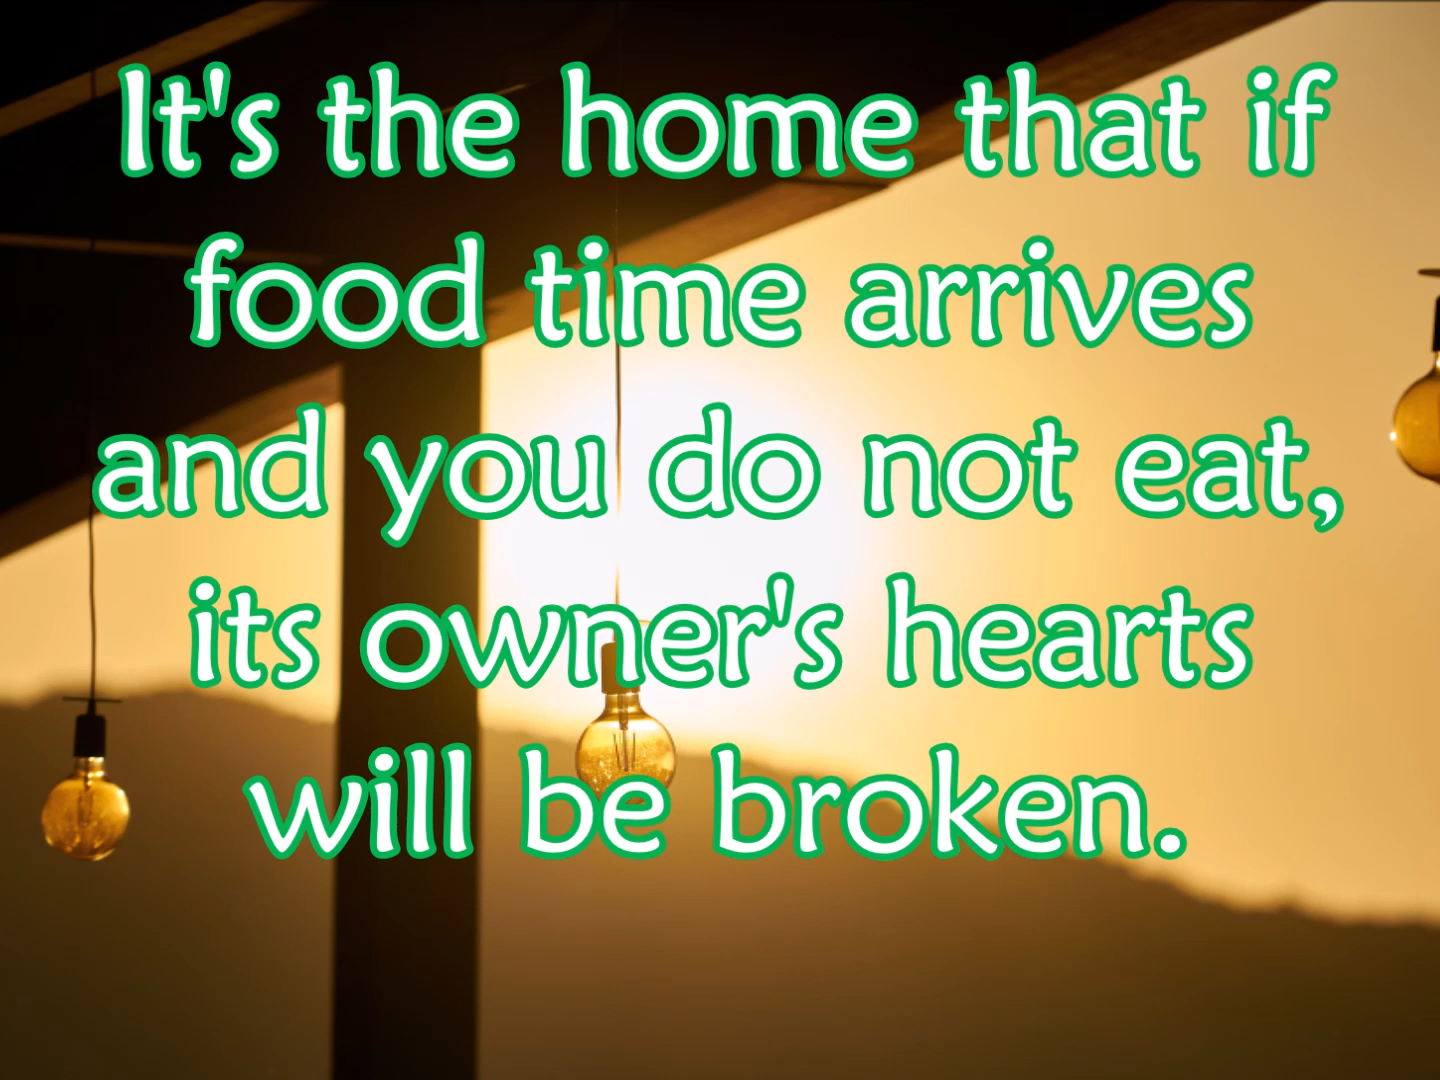 It's the home that if
food time arrives
and you do not eat,
its owner's hearts
will be broken.